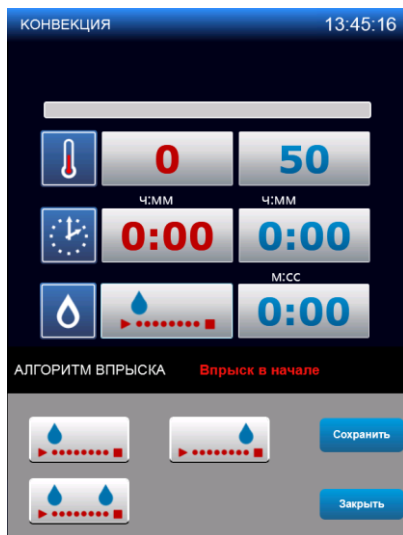 КОНВЕКЦИЯ 13:45:16
0 50
ч:мм ч:мм
0:00 0:00
м:сс
0:00
АЛГОРИТМ ВПРЫСКА Впрыск в начале
Сохранить
Закрыть